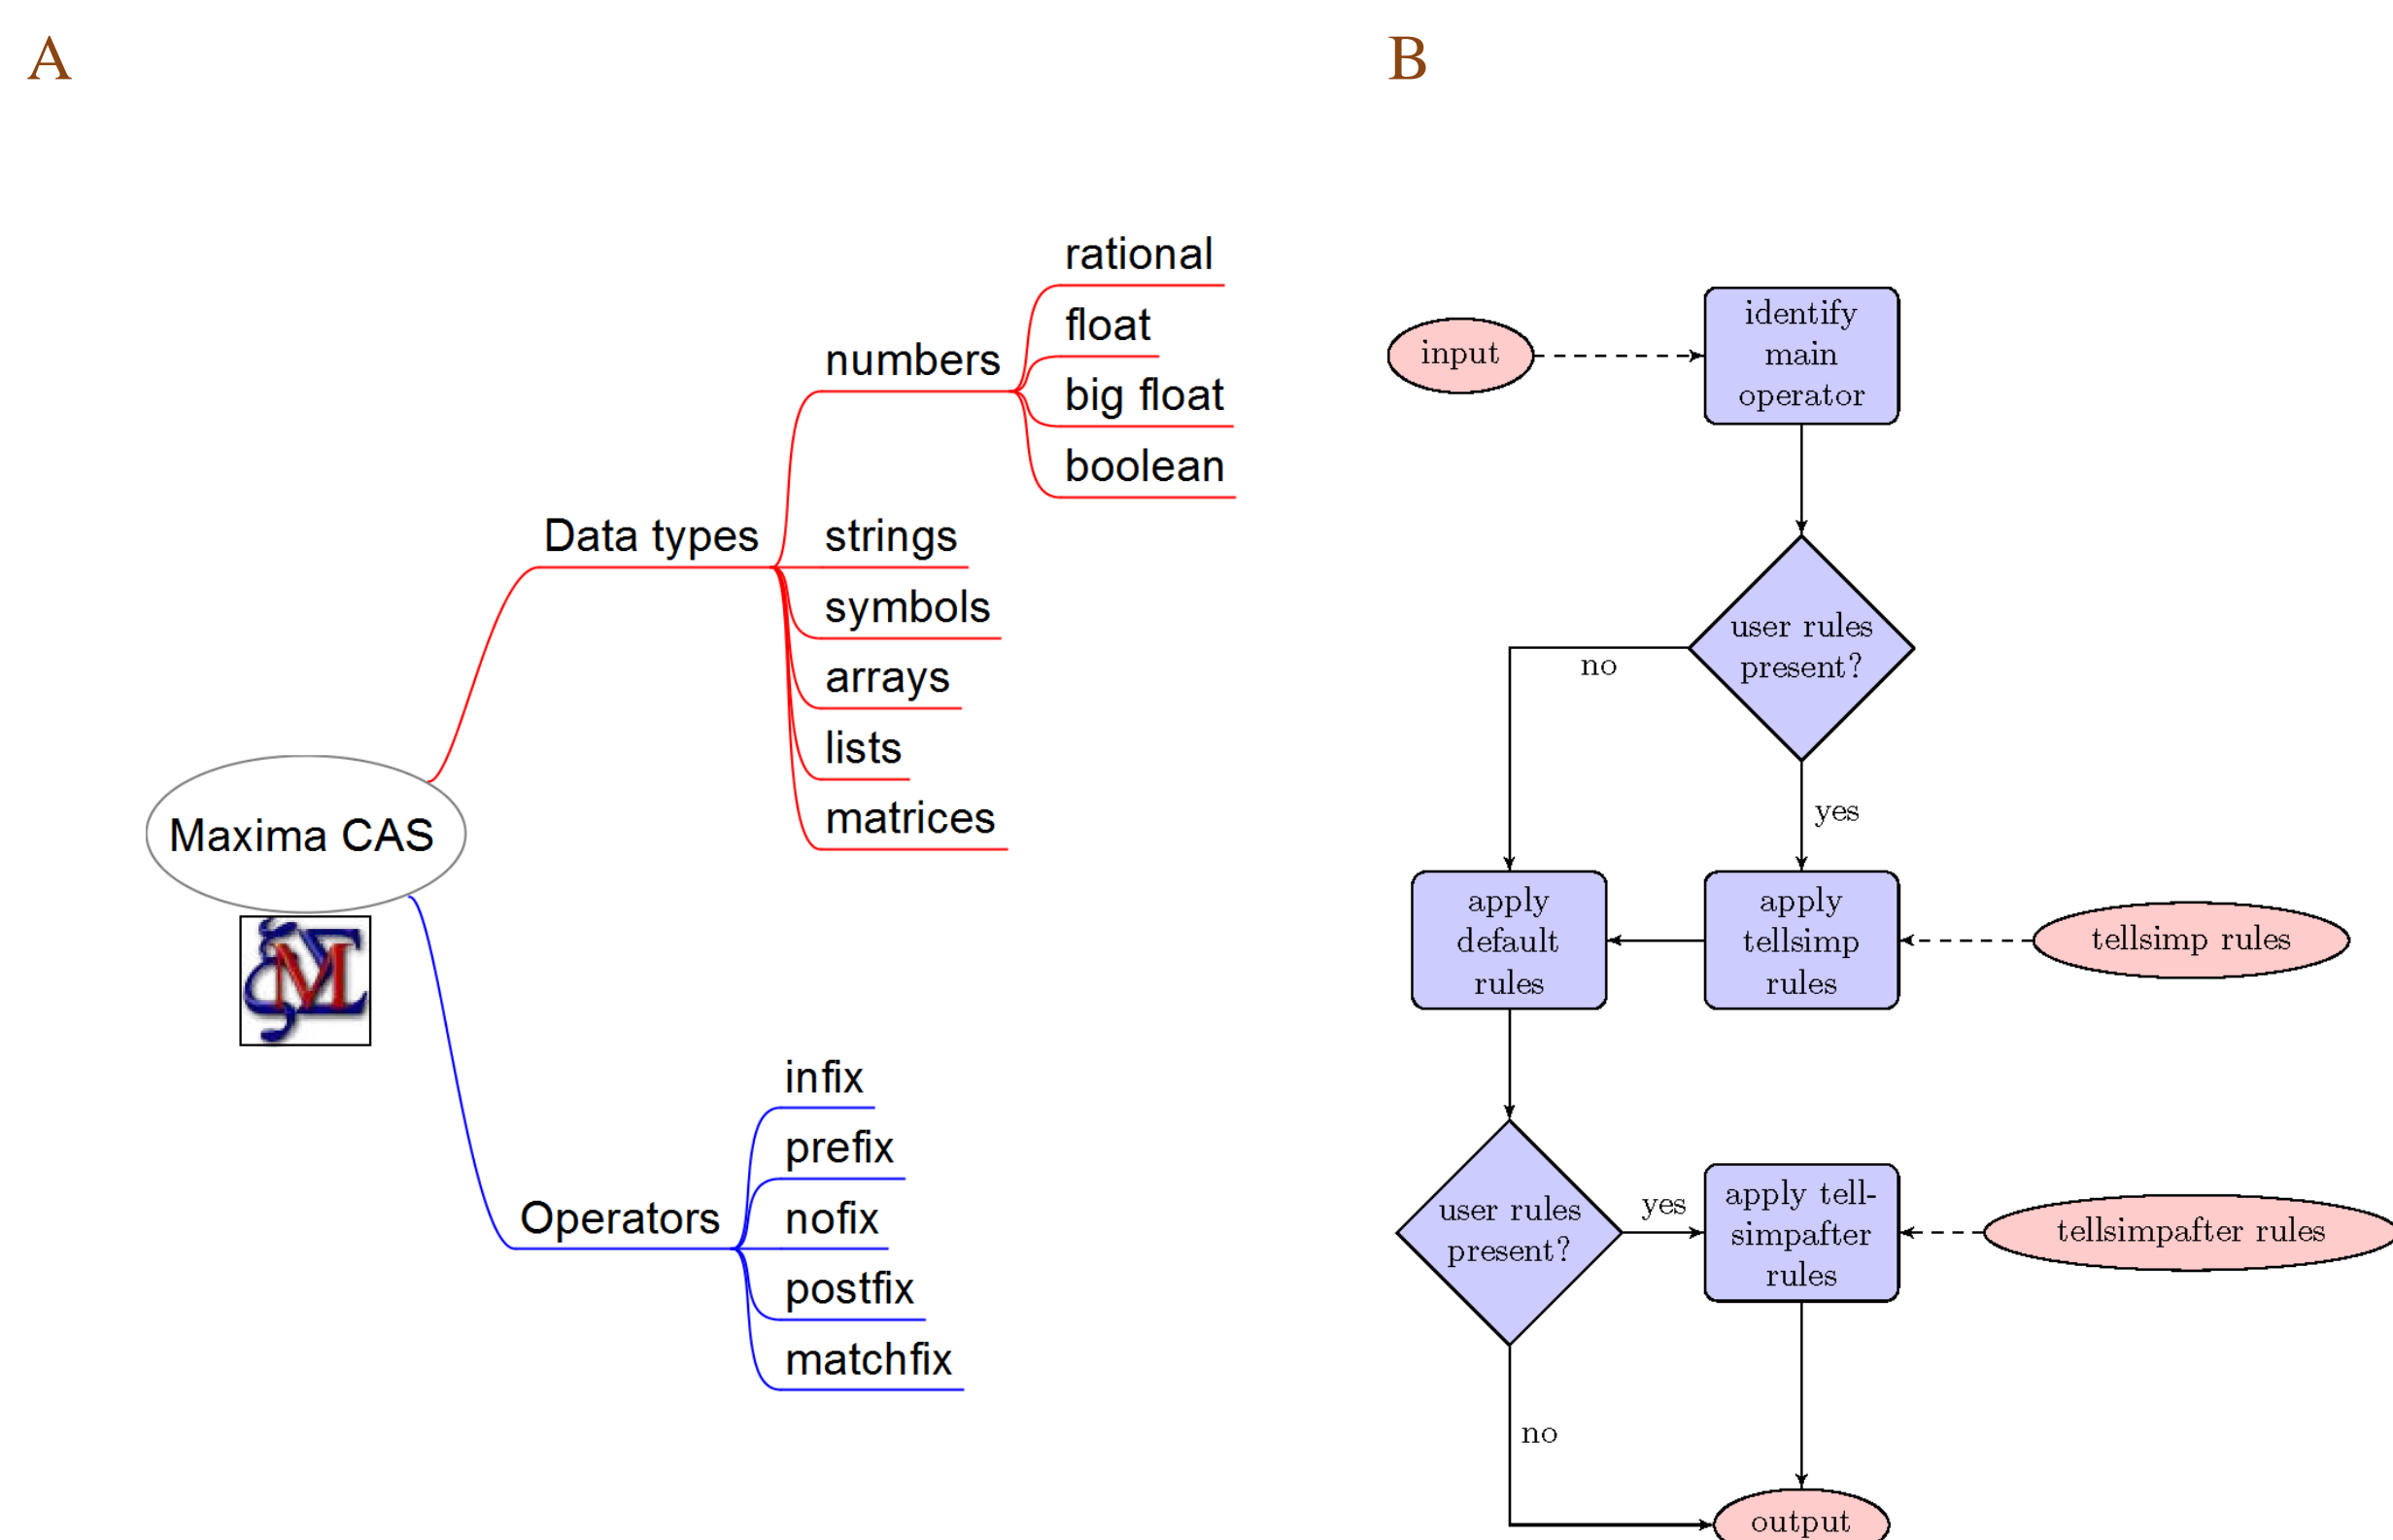 A
rational
float
numbers
big float
boolean
Data types
strings
symbols
arrays
lists
matrices
Maxima CAS
M
infix
prefix
Operators
nofix
postfix
matchfix
B
input
identify
main
operator
user rules
present?
no
yes
apply
default
rules
apply
tellsimp
rules
tellsimp rules
user rules
present?
yes
apply tell-
simpafter
rules
tellsimpafter rules
no
output